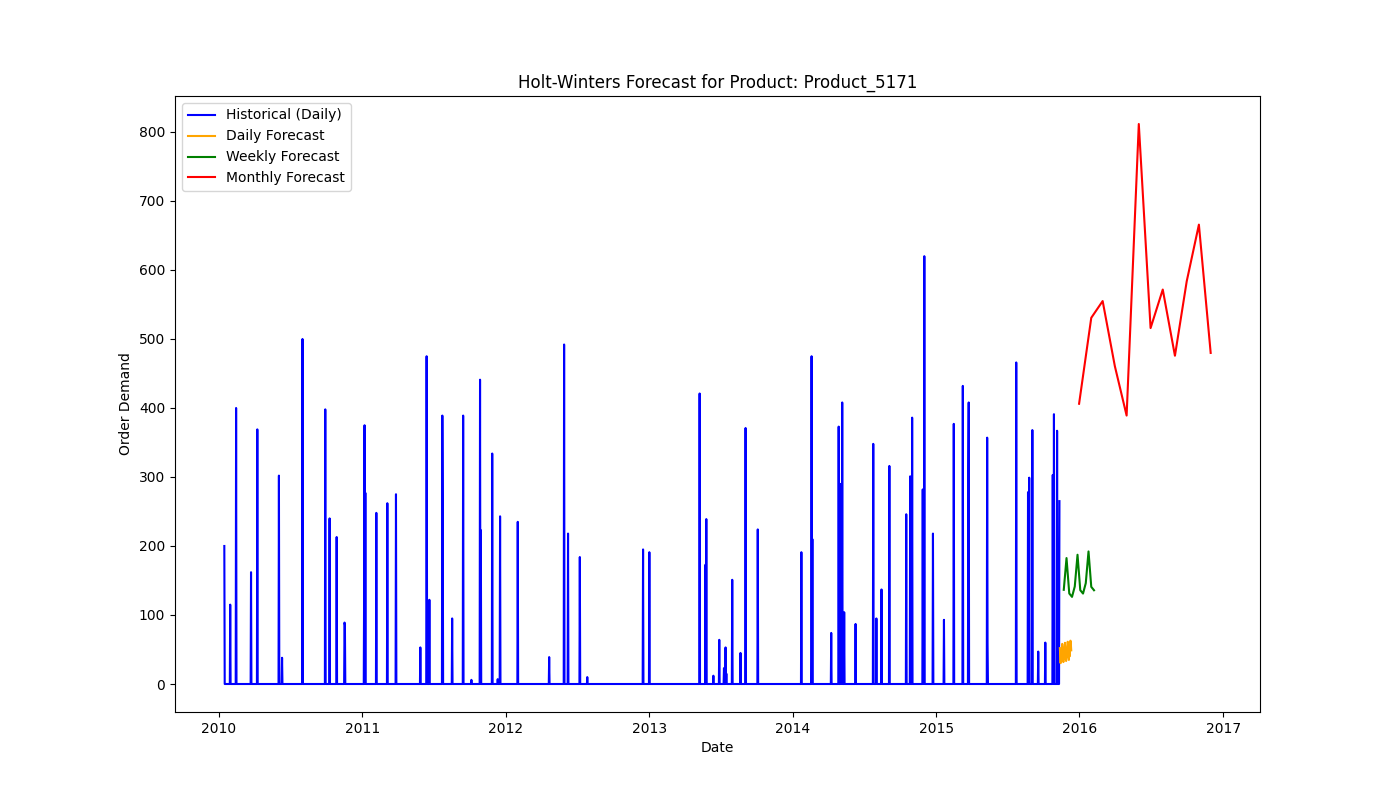 Holt-Winters Forecast for Product: Product_5171
Historical (Daily)
Daily Forecast
Weekly Forecast
Monthly Forecast
800
700
600
500
400
300
200
100
0
Order Demand
2010 2011 2012 2013 2014 2015 2016 2017
Date